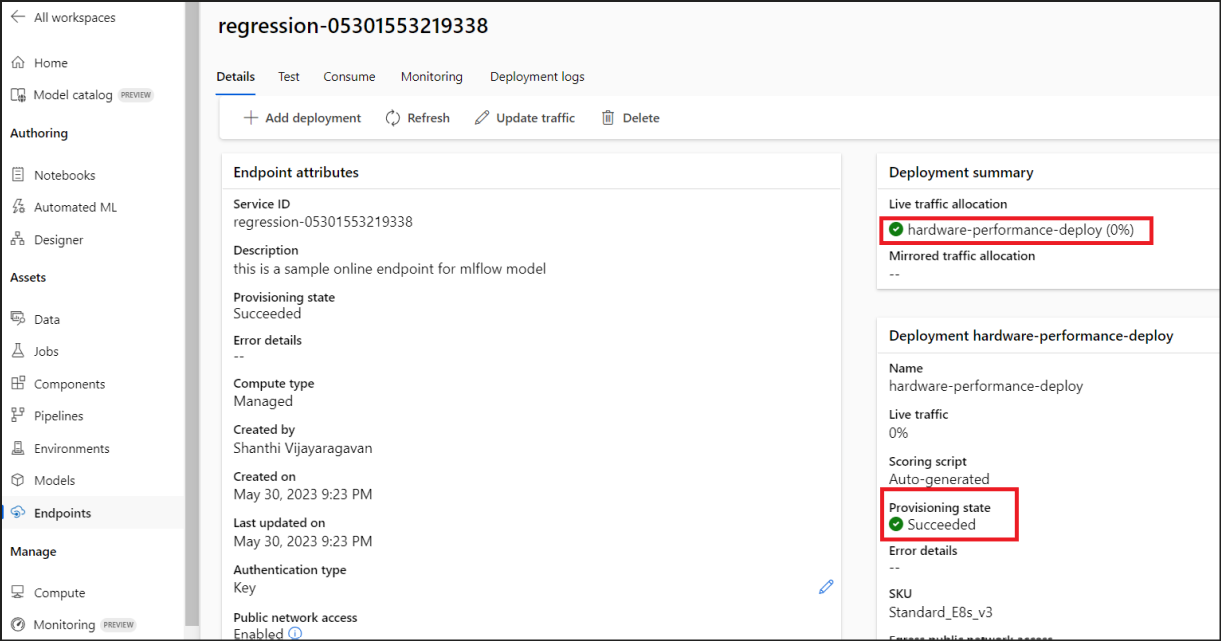 All workspaces
Home
Model catalog PREVIEW
Authoring
Notebooks
Automated ML
Designer
Assets
Data
Jobs
Components
Pipelines
Environments
Models
Endpoints
Manage
Compute
Monitoring PREVIEW
regression-05301553219338
Details Test Consume Monitoring Deployment logs
Add deployment Refresh Update traffic Delete
Endpoint attributes
Service ID
regression-05301553219338
Description
this is a sample online endpoint for mlflow model
Provisioning state
Succeeded
Error details
--
Compute type
Managed
Created by
Shanthi Vijayaragavan
Created on
May 30, 2023 9:23 PM
Last updated on
May 30, 2023 9:23 PM
Authentication type
Key
Public network access
Enabled
Deployment summary
Live traffic allocation
hardware-performance-deploy (0%)
Mirrored traffic allocation
--
Deployment hardware-performance-deploy
Name
hardware-performance-deploy
Live traffic
0%
Scoring script
Auto-generated
Provisioning state
Succeeded
Error details
--
SKU
Standard_E8s_v3
Egress public network access